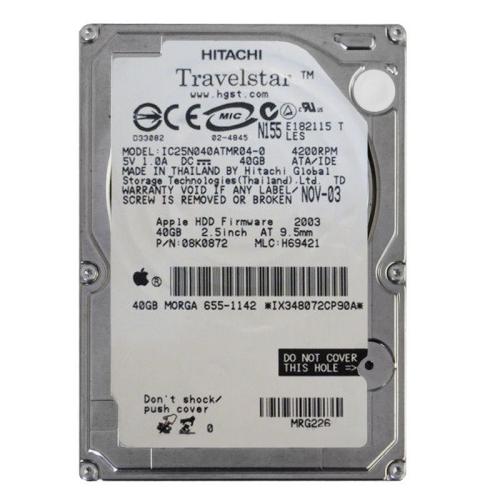 HITACHI
Travelstar™
www.hgst.com
D33082
MIC
02-4845
N155 E182115 T
LES
MODEL:IC25N040ATMR04-0 4200RPM
5V 1.0A DC 40GB ATA/IDE
MADE IN THAILAND BY Hitachi Global
Storage Technologies(Thailand)Ltd. TD
WARRANTY VOID IF ANY LABEL/
SCREW IS REMOVED OR BROKEN NOV-03
Apple HDD Firmware 2003
40GB 2.5inch AT 9.5mm
P/N:08K0872 MLC:H69421
®
40GB MORGA 655-1142 *IX348072CP90A*
DO NOT COVER
THIS HOLE =>
Don't shock/
push cover
0
MRG226